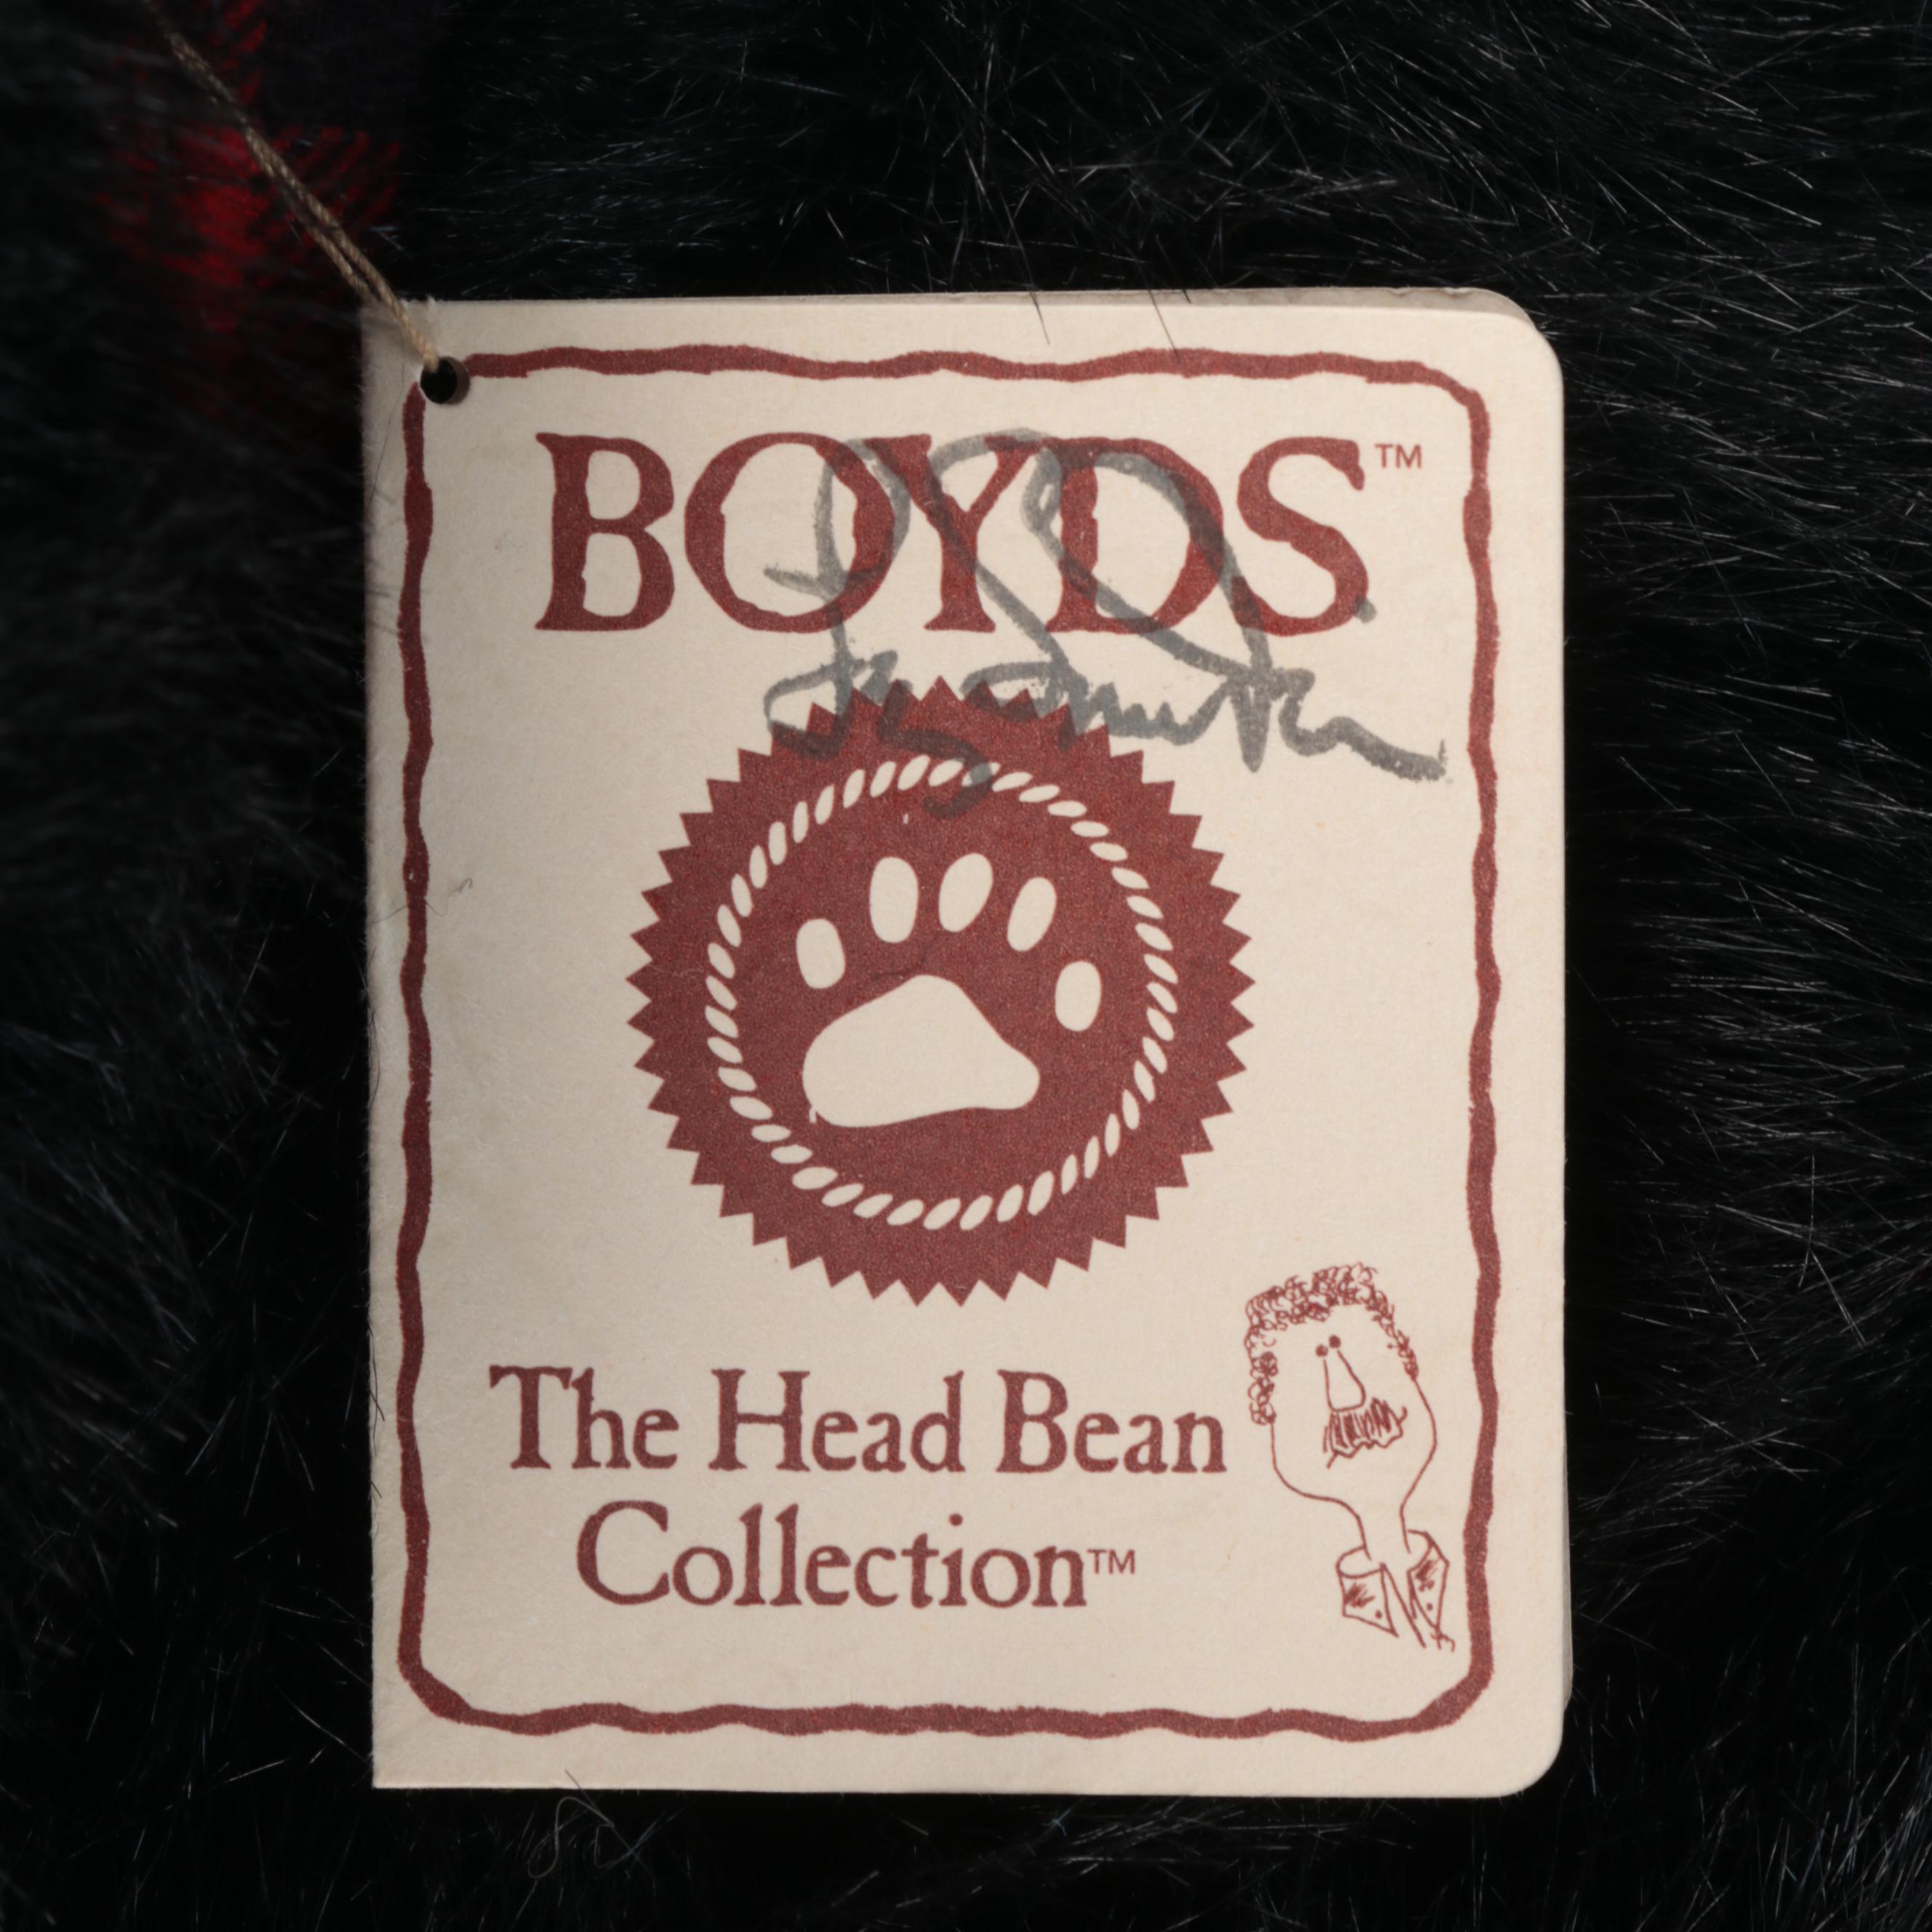 BOYDS™
The Head Bean
Collection™